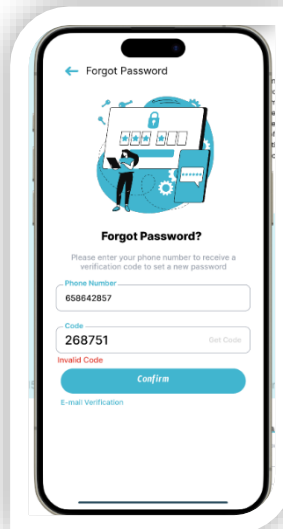 ← Forgot Password
Forgot Password?
Please enter your phone number to receive a
verification code to set a new password
Phone Number
658642857
Code
268751 Get Code
Invalid Code
Confirm
E-mail Verification